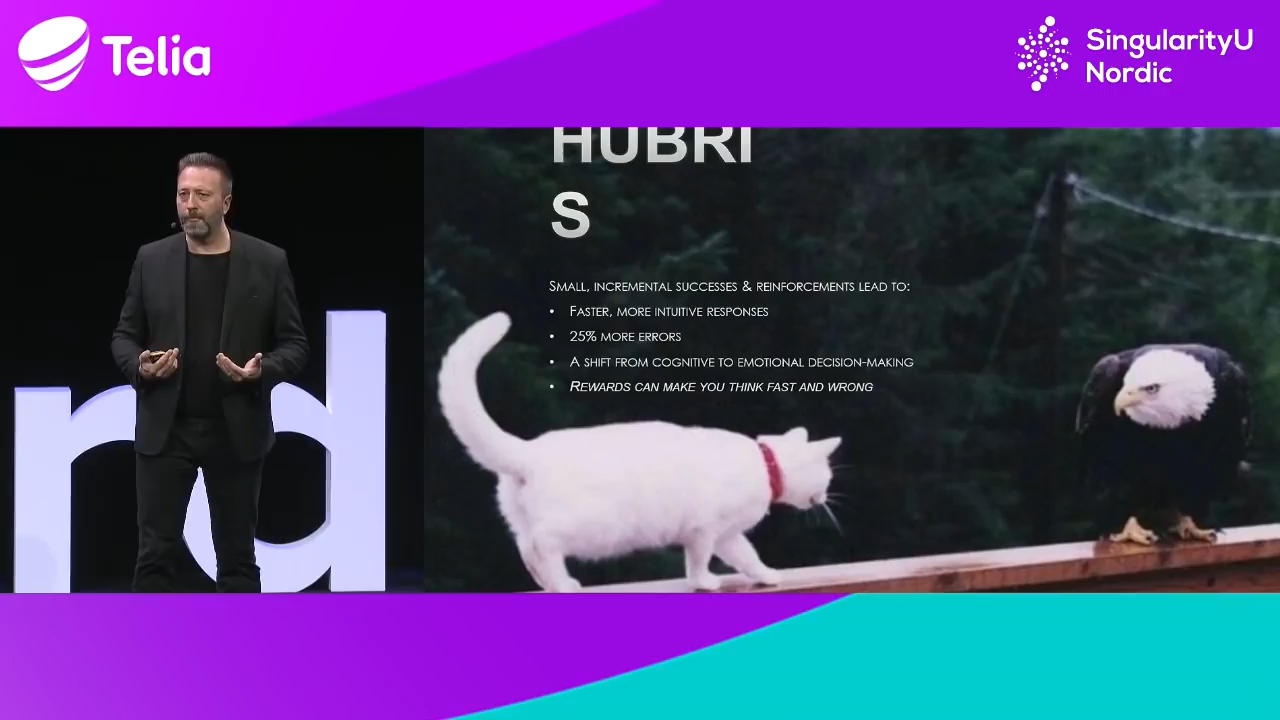 Telia
SingularityU
Nordic
HUBRI
S
SMALL, INCREMENTAL SUCCESSES & REINFORCEMENTS LEAD TO:
• FASTER, MORE INTUITIVE RESPONSES
• 25% MORE ERRORS
• A SHIFT FROM COGNITIVE TO EMOTIONAL DECISION-MAKING
• REWARDS CAN MAKE YOU THINK FAST AND WRONG
rd